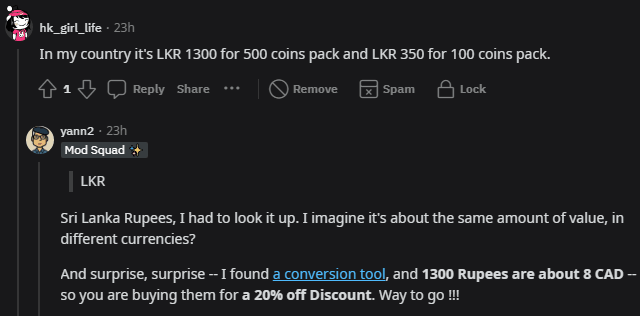 hk_girl_life · 23h
In my country it's LKR 1300 for 500 coins pack and LKR 350 for 100 coins pack.
1 Reply Share ··· Remove Spam Lock
yann2 · 23h
Mod Squad ✨
LKR
Sri Lanka Rupees, I had to look it up. I imagine it's about the same amount of value, in
different currencies?
And surprise, surprise -- I found a conversion tool, and 1300 Rupees are about 8 CAD --
so you are buying them for a 20% off Discount. Way to go !!!